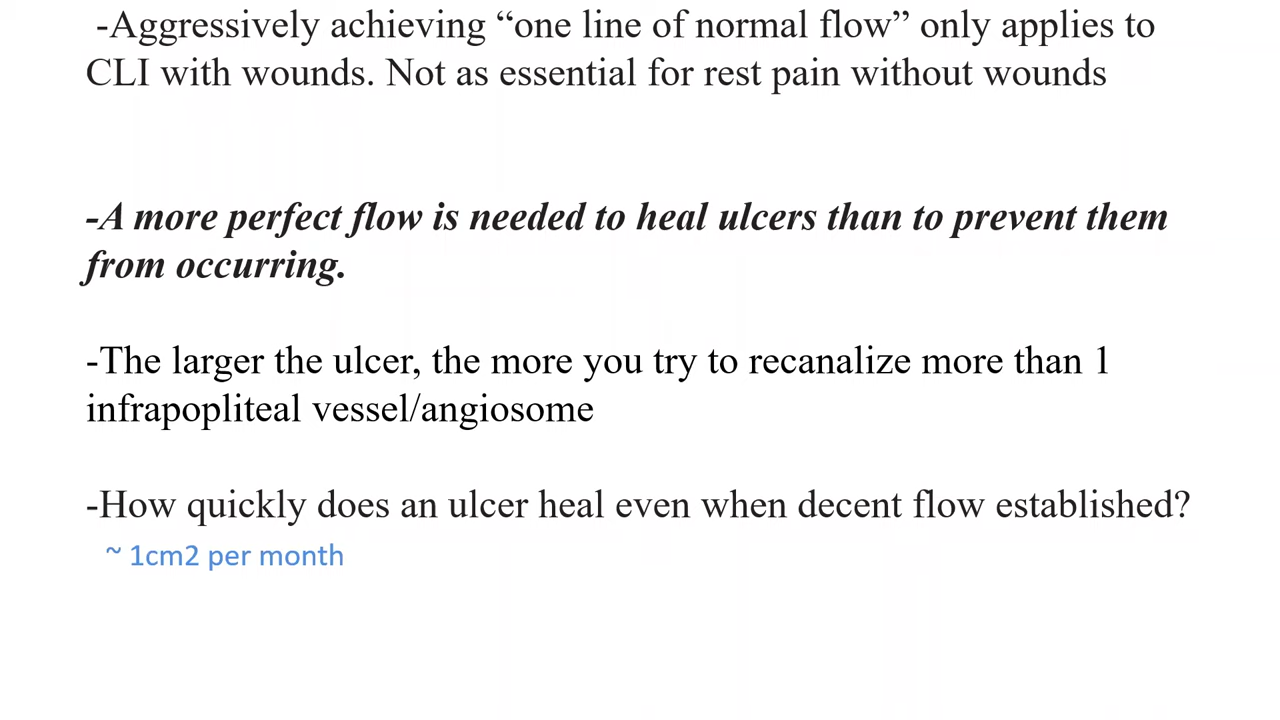 -Aggressively achieving “one line of normal flow” only applies to
CLI with wounds. Not as essential for rest pain without wounds
-A more perfect flow is needed to heal ulcers than to prevent them
from occurring.
-The larger the ulcer, the more you try to recanalize more than 1
infrapopliteal vessel/angiosome
-How quickly does an ulcer heal even when decent flow established?
~ 1cm2 per month